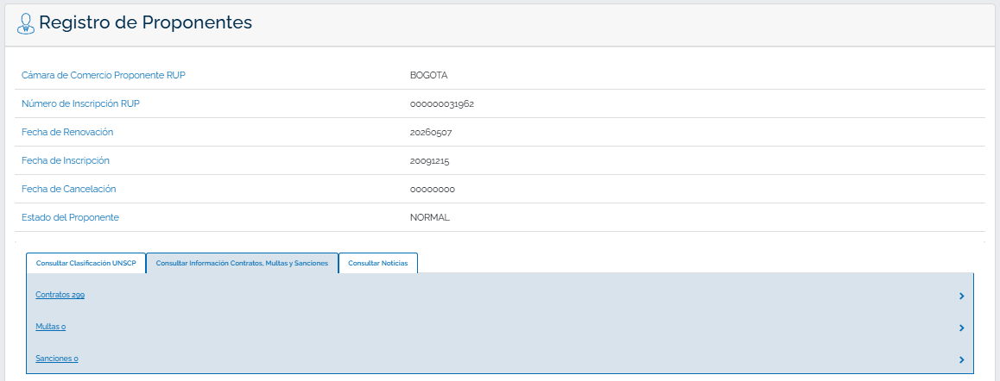 Registro de Proponentes
Cámara de Comercio Proponente RUP BOGOTA
Número de Inscripción RUP 000000031962
Fecha de Renovación 20260507
Fecha de Inscripción 20091215
Fecha de Cancelación 00000000
Estado del Proponente NORMAL
Consultar Clasificación UNSCP Consultar Información Contratos, Multas y Sanciones Consultar Noticias
Contratos 299
Multas 0
Sanciones 0